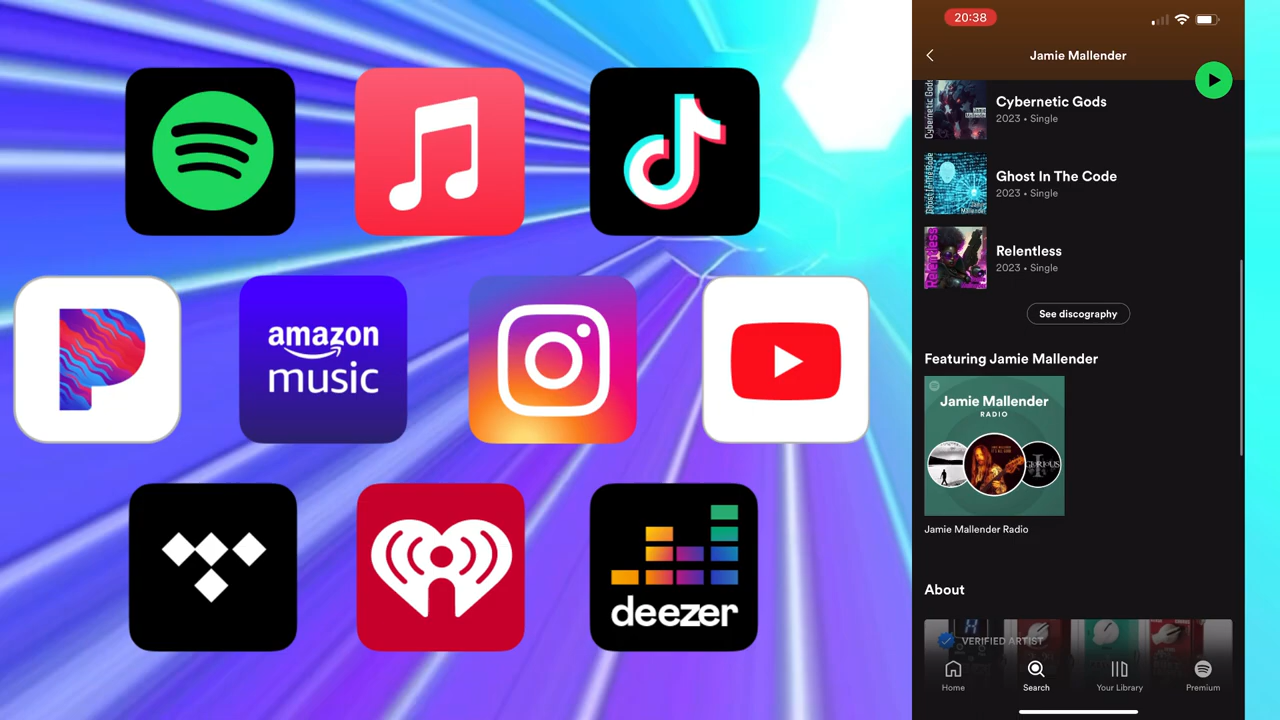 amazon
music
deezer
20:38
Jamie Mallender
Cybernetic Gods
2023 • Single
Ghost In The Code
2023 • Single
Relentless
Relentless
2023 • Single
See discography
Featuring Jamie Mallender
Jamie Mallender
RADIO
Jamie Mallender Radio
About
VERIFIED ARTIST
Home
Search
Your Library
Premium